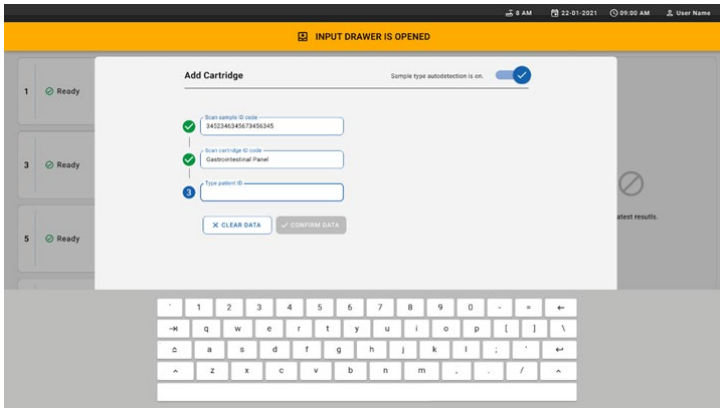 8 AM 22-01-2021 09:00 AM User Name
INPUT DRAWER IS OPENED
Add Cartridge
Sample type autodetection is on.
1 Ready
Scan sample ID code
3452346345673456345
Scan cartridge ID code
Gastrointestinal Panel
3 Ready
Type patient ID
3
atest resutls.
CLEAR DATA
CONFIRM DATA
5 Ready
` 1 2 3 4 5 6 7 8 9 0 - =
q w e r t y u i o p [ ] \
a s d f g h j k l ; '
z x c v b n m , . /